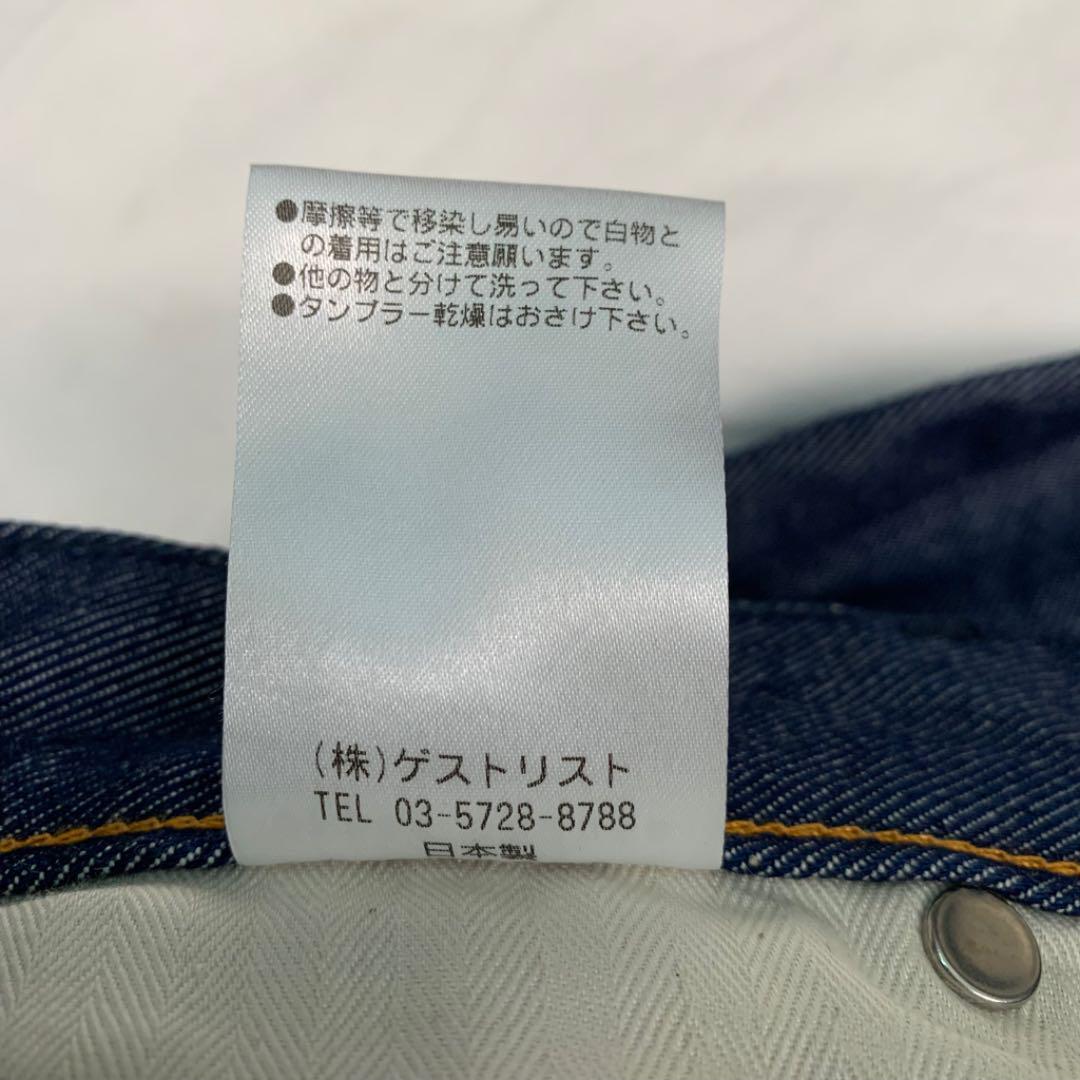 ●摩擦等で移染し易いので白物と
の着用はご注意願います。
●他の物と分けて洗って下さい。
●タンブラー乾燥はおさけ下さい。
(株)ゲストリスト
TEL 03-5728-8788
日本製